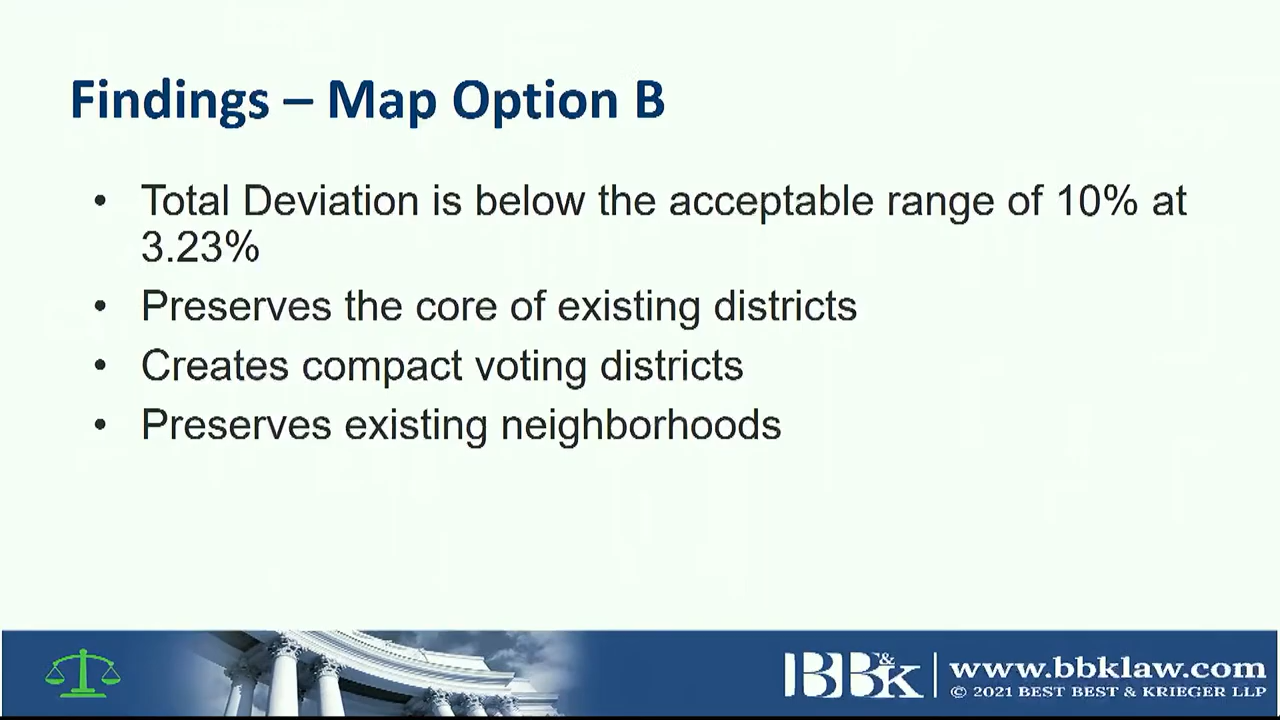 Findings – Map Option B
• Total Deviation is below the acceptable range of 10% at
3.23%
• Preserves the core of existing districts
• Creates compact voting districts
• Preserves existing neighborhoods
BB&K
www.bbklaw.com
© 2021 BEST BEST & KRIEGER LLP